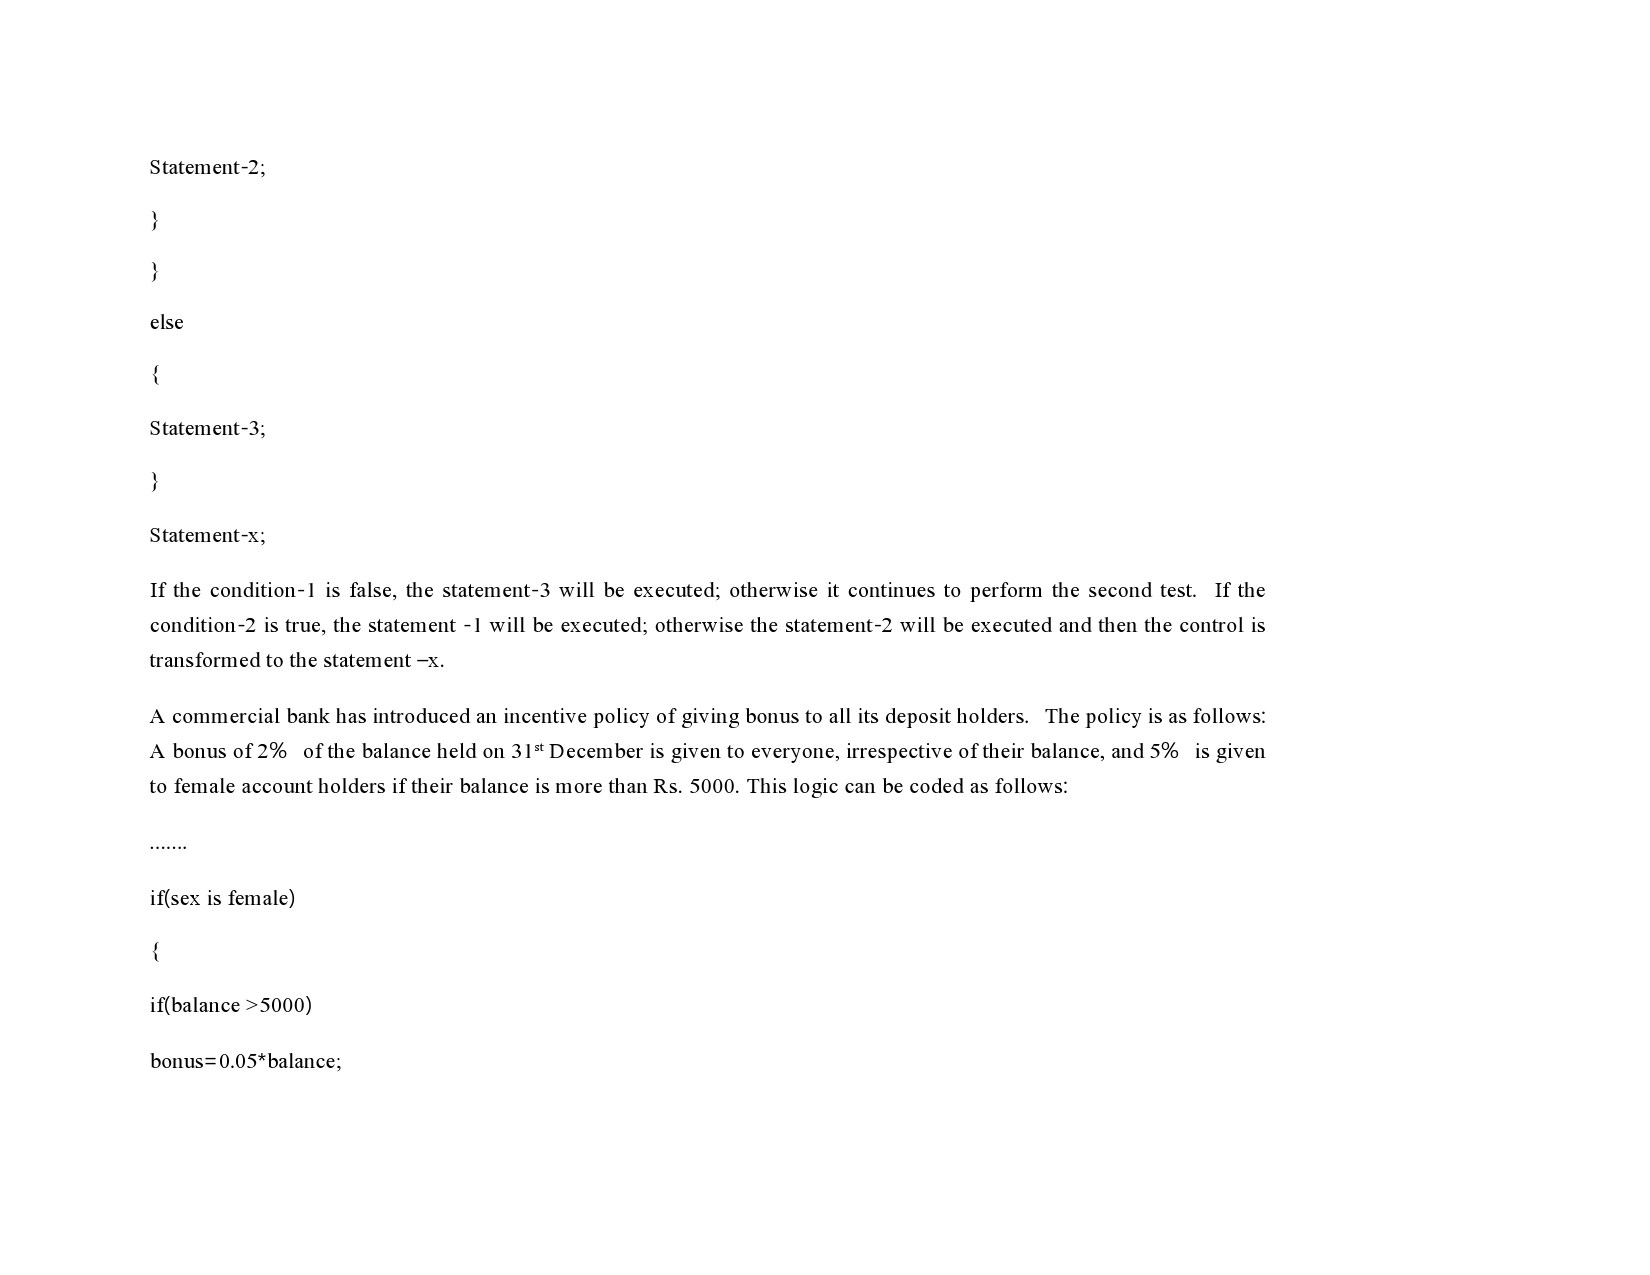 Statement-2;
}
}
else
{
Statement-3;
}
Statement-x;
If the condition-1 is false, the statement-3 will be executed; otherwise it continues to perform the second test.  If the
condition-2 is true, the statement -1 will be executed; otherwise the statement-2 will be executed and then the control is
transformed to the statement –x.
A commercial bank has introduced an incentive policy of giving bonus to all its deposit holders.  The policy is as follows:
A bonus of 2%  of the balance held on 31st December is given to everyone, irrespective of their balance, and 5%  is given
to female account holders if their balance is more than Rs. 5000. This logic can be coded as follows:
.......
if(sex is female)
{
if(balance >5000)
bonus=0.05*balance;